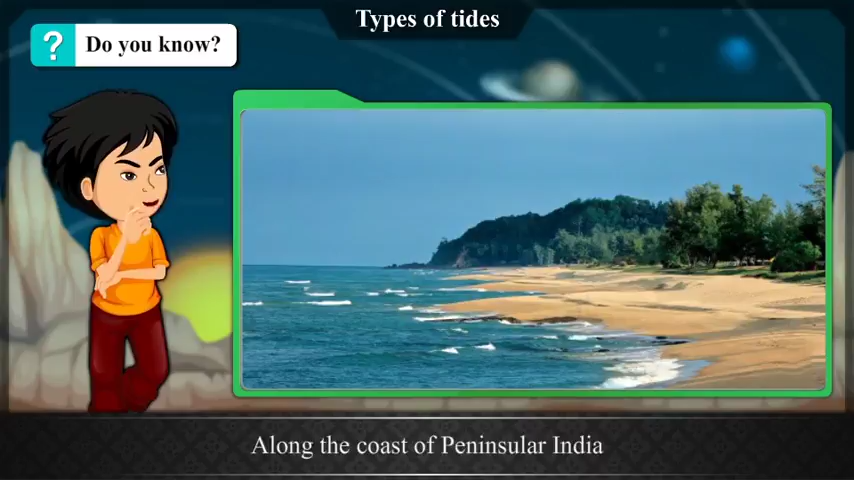 Types of tides
? Do you know?
Along the coast of Peninsular India